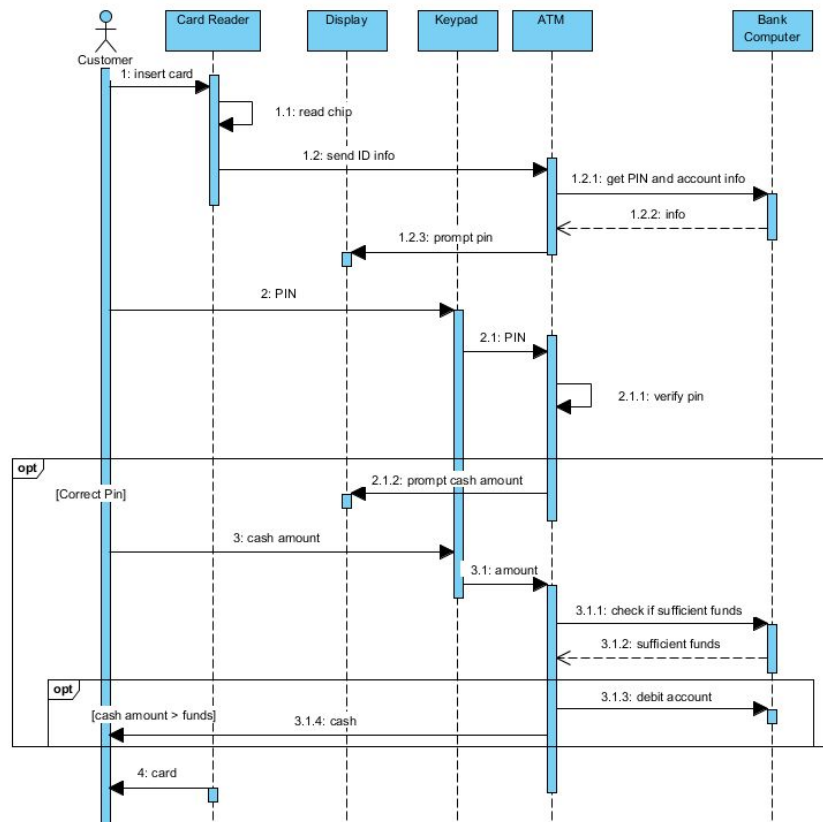 Card Reader
Display
Keypad
ATM
Bank
Computer
Customer
1: insert card
1.1: read chip
1.2: send ID info
1.2.1: get PIN and account info
1.2.2: info
1.2.3: prompt pin
2: PIN
2.1: PIN
2.1.1: verify pin
opt
[Correct Pin]
2.1.2: prompt cash amount
3: cash amount
3.1: amount
3.1.1: check if sufficient funds
3.1.2: sufficient funds
opt
3.1.3: debit account
[cash amount > funds]
3.1.4: cash
4: card